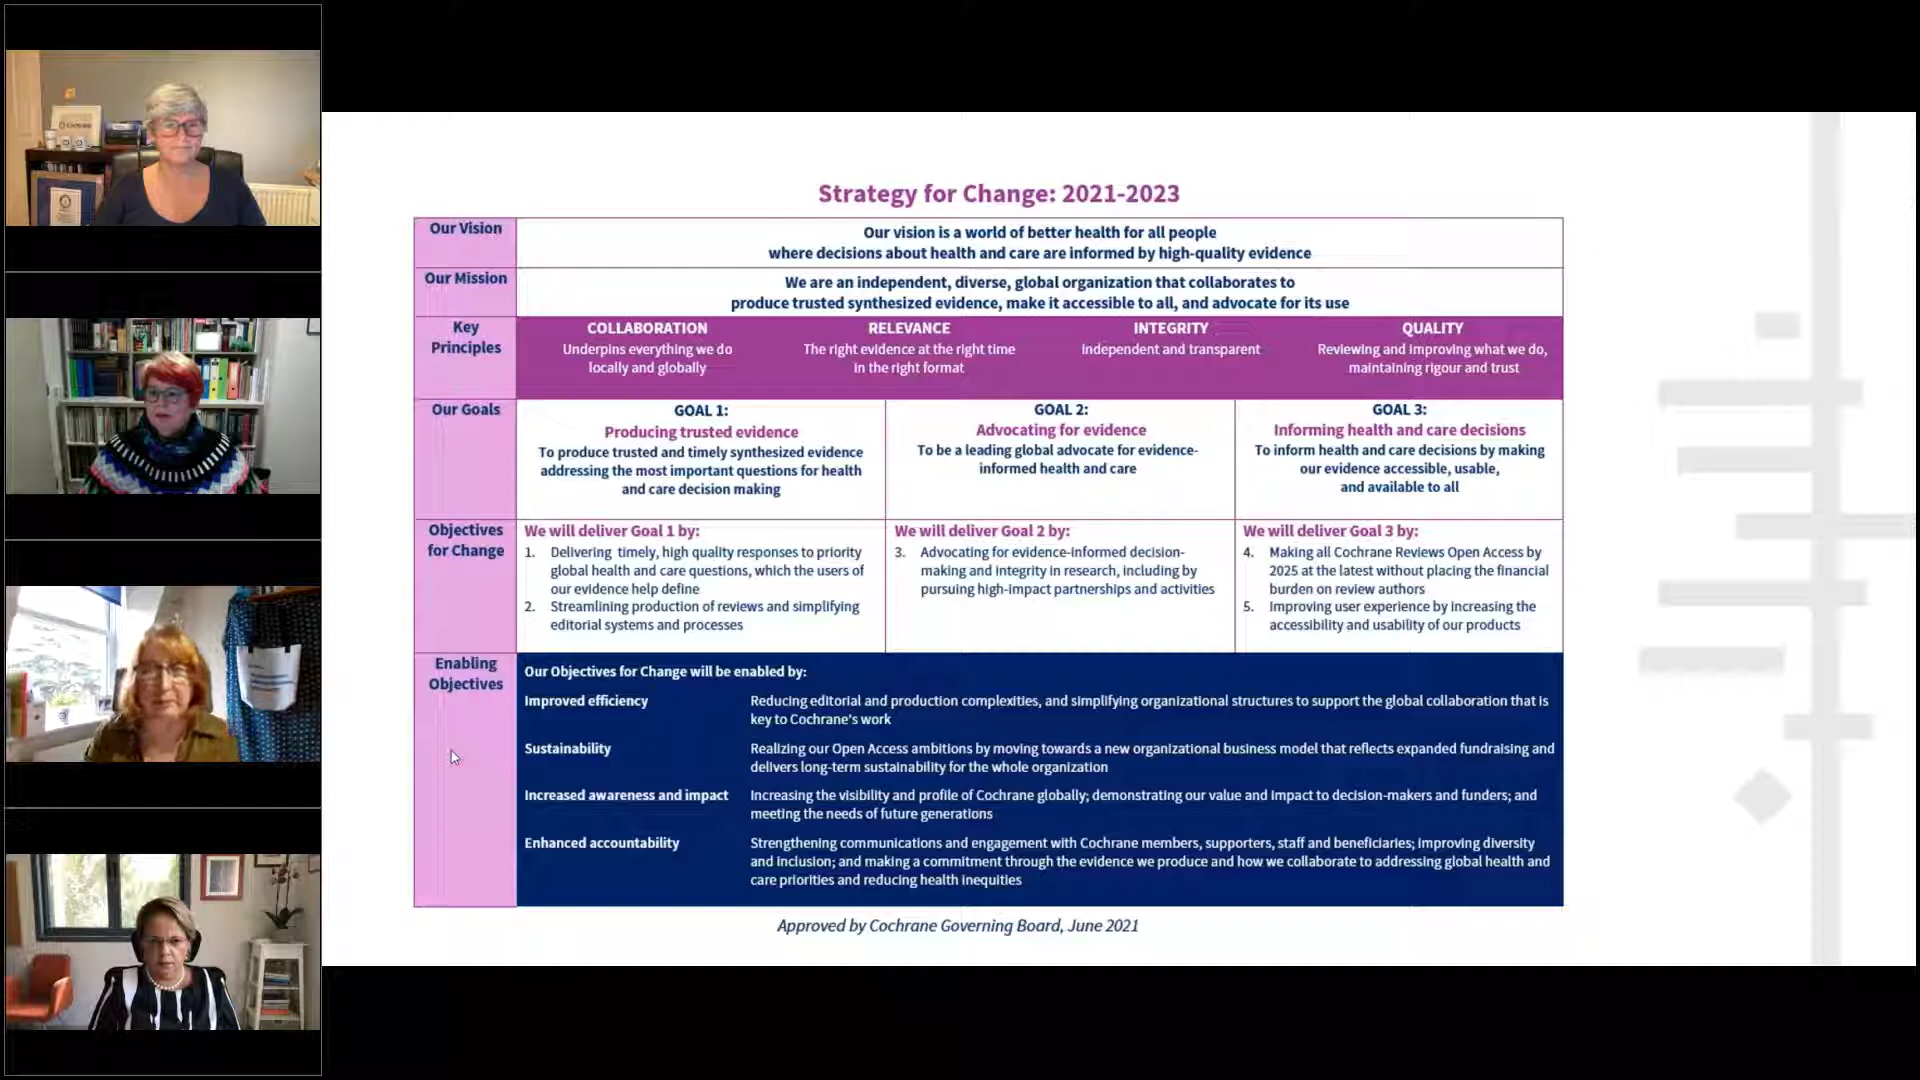 Strategy for Change: 2021-2023
Our Vision
Our vision is a world of better health for all people
where decisions about health and care are informed by high-quality evidence
Our Mission
We are an independent, diverse, global organization that collaborates to
produce trusted synthesized evidence, make it accessible to all, and advocate for its use
Key
Principles
COLLABORATION
Underpins everything we do
locally and globally
RELEVANCE
The right evidence at the right time
in the right format
INTEGRITY
Independent and transparent
QUALITY
Reviewing and improving what we do,
maintaining rigour and trust
Our Goals
GOAL 1:
Producing trusted evidence
To produce trusted and timely synthesized evidence
addressing the most important questions for health
and care decision making
GOAL 2:
Advocating for evidence
To be a leading global advocate for evidence-
informed health and care
GOAL 3:
Informing health and care decisions
To inform health and care decisions by making
our evidence accessible, usable,
and available to all
Objectives
for Change
We will deliver Goal 1 by:
1. Delivering timely, high quality responses to priority
global health and care questions, which the users of
our evidence help define
2. Streamlining production of reviews and simplifying
editorial systems and processes
We will deliver Goal 2 by:
3. Advocating for evidence-informed decision-
making and integrity in research, including by
pursuing high-impact partnerships and activities
We will deliver Goal 3 by:
4. Making all Cochrane Reviews Open Access by
2025 at the latest without placing the financial
burden on review authors
5. Improving user experience by increasing the
accessibility and usability of our products
Enabling
Objectives
Our Objectives for Change will be enabled by:
Improved efficiency
Reducing editorial and production complexities, and simplifying organizational structures to support the global collaboration that is
key to Cochrane's work
Sustainability
Realizing our Open Access ambitions by moving towards a new organizational business model that reflects expanded fundraising and
delivers long-term sustainability for the whole organization
Increased awareness and impact
Increasing the visibility and profile of Cochrane globally; demonstrating our value and impact to decision-makers and funders; and
meeting the needs of future generations
Enhanced accountability
Strengthening communications and engagement with Cochrane members, supporters, staff and beneficiaries; improving diversity
and inclusion; and making a commitment through the evidence we produce and how we collaborate to addressing global health and
care priorities and reducing health inequities
Approved by Cochrane Governing Board, June 2021